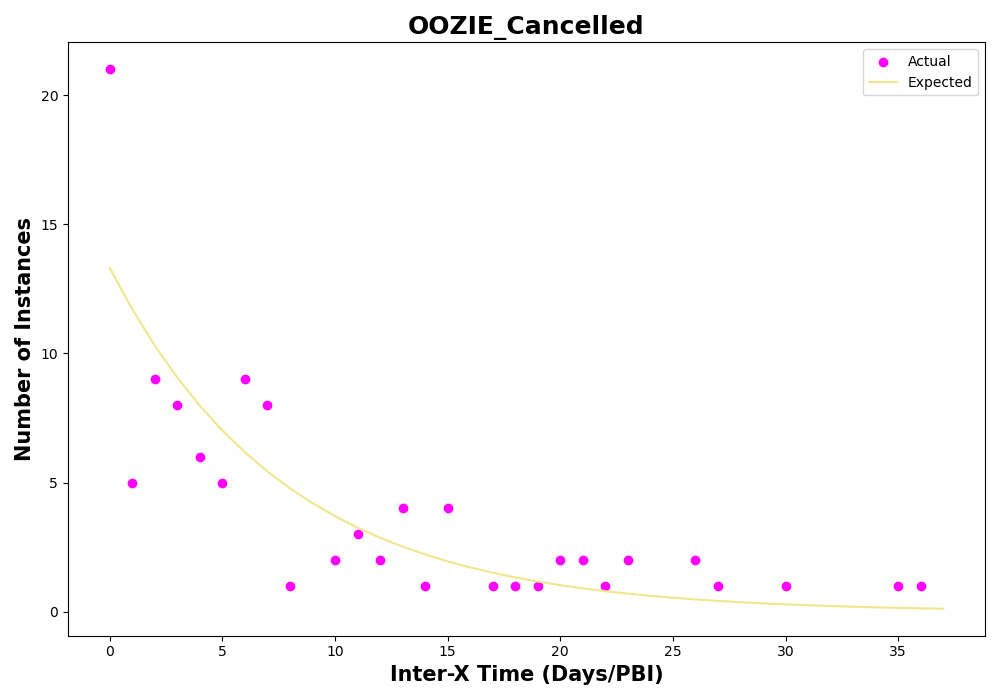 OOZIE_Cancelled
Actual
Expected
Number of Instances
20
15
10
5
0
0 5 10 15 20 25 30 35
Inter-X Time (Days/PBI)